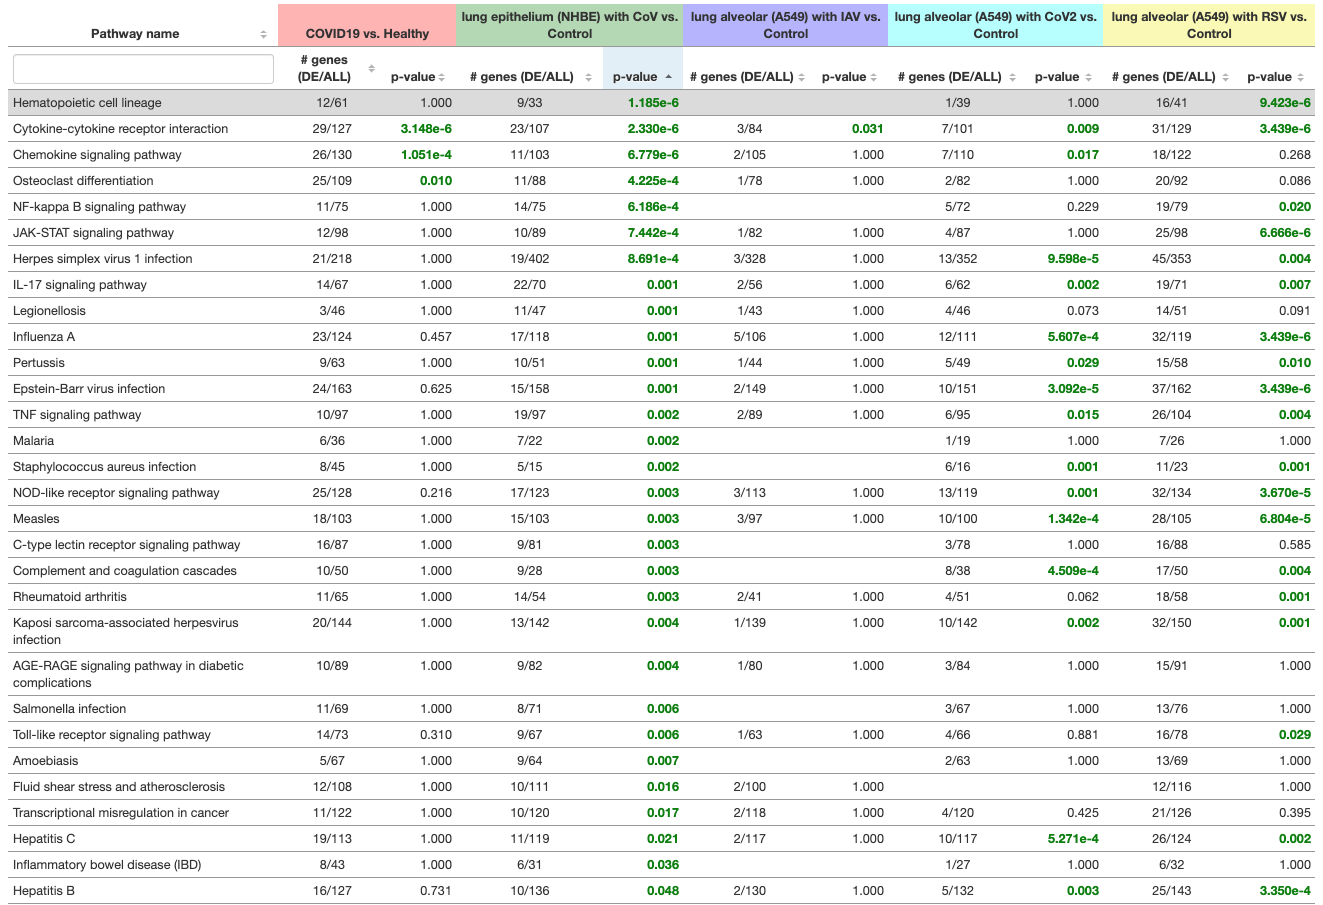 Pathway name
COVID19 vs. Healthy
lung epithelium (NHBE) with CoV vs. Control
lung alveolar (A549) with IAV vs. Control
lung alveolar (A549) with CoV2 vs. Control
lung alveolar (A549) with RSV vs. Control
# genes (DE/ALL) p-value # genes (DE/ALL) p-value # genes (DE/ALL) p-value # genes (DE/ALL) p-value # genes (DE/ALL) p-value
Hematopoietic cell lineage 12/61 1.000 9/33 1.185e-6 1/39 1.000 16/41 9.423e-6
Cytokine-cytokine receptor interaction 29/127 3.148e-6 23/107 2.330e-6 3/84 0.031 7/101 0.009 31/129 3.439e-6
Chemokine signaling pathway 26/130 1.051e-4 11/103 6.779e-6 2/105 1.000 7/110 0.017 18/122 0.268
Osteoclast differentiation 25/109 0.010 11/88 4.225e-4 1/78 1.000 2/82 1.000 20/92 0.086
NF-kappa B signaling pathway 11/75 1.000 14/75 6.186e-4 5/72 0.229 19/79 0.020
JAK-STAT signaling pathway 12/98 1.000 10/89 7.442e-4 1/82 1.000 4/87 1.000 25/98 6.666e-6
Herpes simplex virus 1 infection 21/218 1.000 19/402 8.691e-4 3/328 1.000 13/352 9.598e-5 45/353 0.004
IL-17 signaling pathway 14/67 1.000 22/70 0.001 2/56 1.000 6/62 0.002 19/71 0.007
Legionellosis 3/46 1.000 11/47 0.001 1/43 1.000 4/46 0.073 14/51 0.091
Influenza A 23/124 0.457 17/118 0.001 5/106 1.000 12/111 5.607e-4 32/119 3.439e-6
Pertussis 9/63 1.000 10/51 0.001 1/44 1.000 5/49 0.029 15/58 0.010
Epstein-Barr virus infection 24/163 0.625 15/158 0.001 2/149 1.000 10/151 3.092e-5 37/162 3.439e-6
TNF signaling pathway 10/97 1.000 19/97 0.002 2/89 1.000 6/95 0.015 26/104 0.004
Malaria 6/36 1.000 7/22 0.002 1/19 1.000 7/26 1.000
Staphylococcus aureus infection 8/45 1.000 5/15 0.002 6/16 0.001 11/23 0.001
NOD-like receptor signaling pathway 25/128 0.216 17/123 0.003 3/113 1.000 13/119 0.001 32/134 3.670e-5
Measles 18/103 1.000 15/103 0.003 3/97 1.000 10/100 1.342e-4 28/105 6.804e-5
C-type lectin receptor signaling pathway 16/87 1.000 9/81 0.003 3/78 1.000 16/88 0.585
Complement and coagulation cascades 10/50 1.000 9/28 0.003 8/38 4.509e-4 17/50 0.004
Rheumatoid arthritis 11/65 1.000 14/54 0.003 2/41 1.000 4/51 0.062 18/58 0.001
Kaposi sarcoma-associated herpesvirus infection 20/144 1.000 13/142 0.004 1/139 1.000 10/142 0.002 32/150 0.001
AGE-RAGE signaling pathway in diabetic complications 10/89 1.000 9/82 0.004 1/80 1.000 3/84 1.000 15/91 1.000
Salmonella infection 11/69 1.000 8/71 0.006 3/67 1.000 13/76 1.000
Toll-like receptor signaling pathway 14/73 0.310 9/67 0.006 1/63 1.000 4/66 0.881 16/78 0.029
Amoebiasis 5/67 1.000 9/64 0.007 2/63 1.000 13/69 1.000
Fluid shear stress and atherosclerosis 12/108 1.000 10/111 0.016 2/100 1.000 12/116 1.000
Transcriptional misregulation in cancer 11/122 1.000 10/120 0.017 2/118 1.000 4/120 0.425 21/126 0.395
Hepatitis C 19/113 1.000 11/119 0.021 2/117 1.000 10/117 5.271e-4 26/124 0.002
Inflammatory bowel disease (IBD) 8/43 1.000 6/31 0.036 1/27 1.000 6/32 1.000
Hepatitis B 16/127 0.731 10/136 0.048 2/130 1.000 5/132 0.003 25/143 3.350e-4